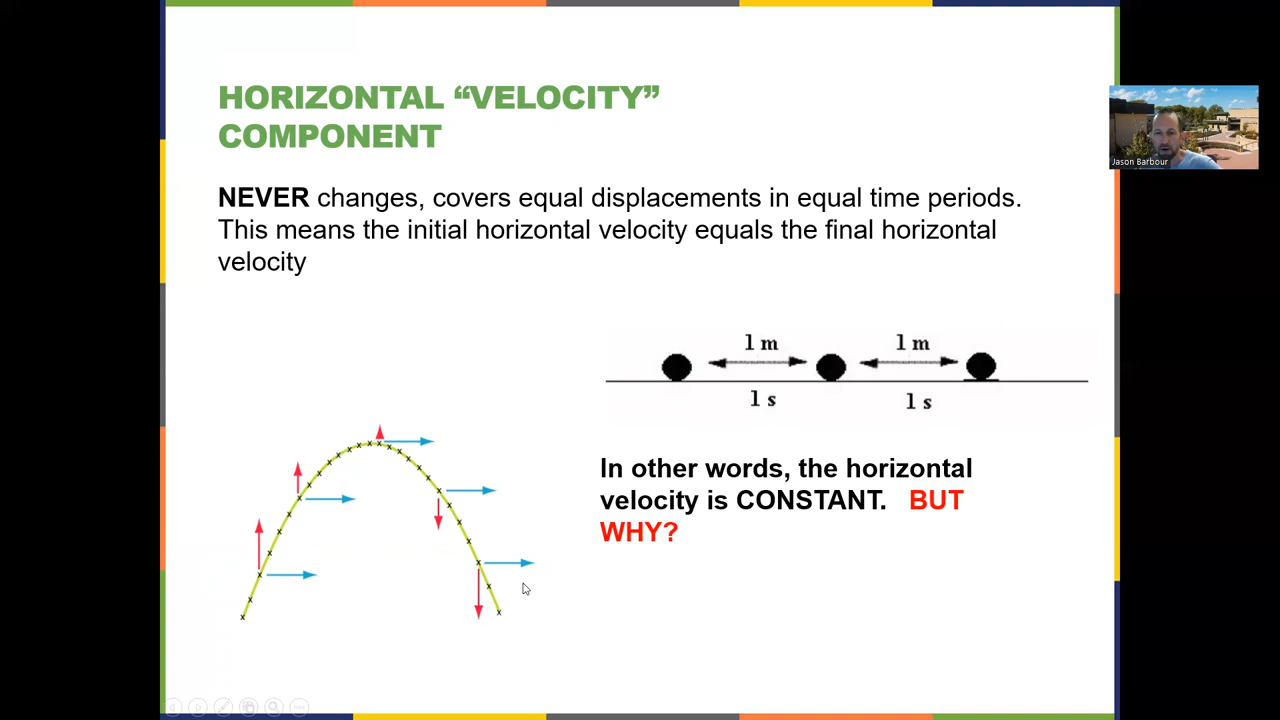 HORIZONTAL “VELOCITY”
COMPONENT
Jason Barbour
NEVER changes, covers equal displacements in equal time periods.
This means the initial horizontal velocity equals the final horizontal
velocity
1 m 1 m
1 s 1 s
In other words, the horizontal
velocity is CONSTANT. BUT
WHY?